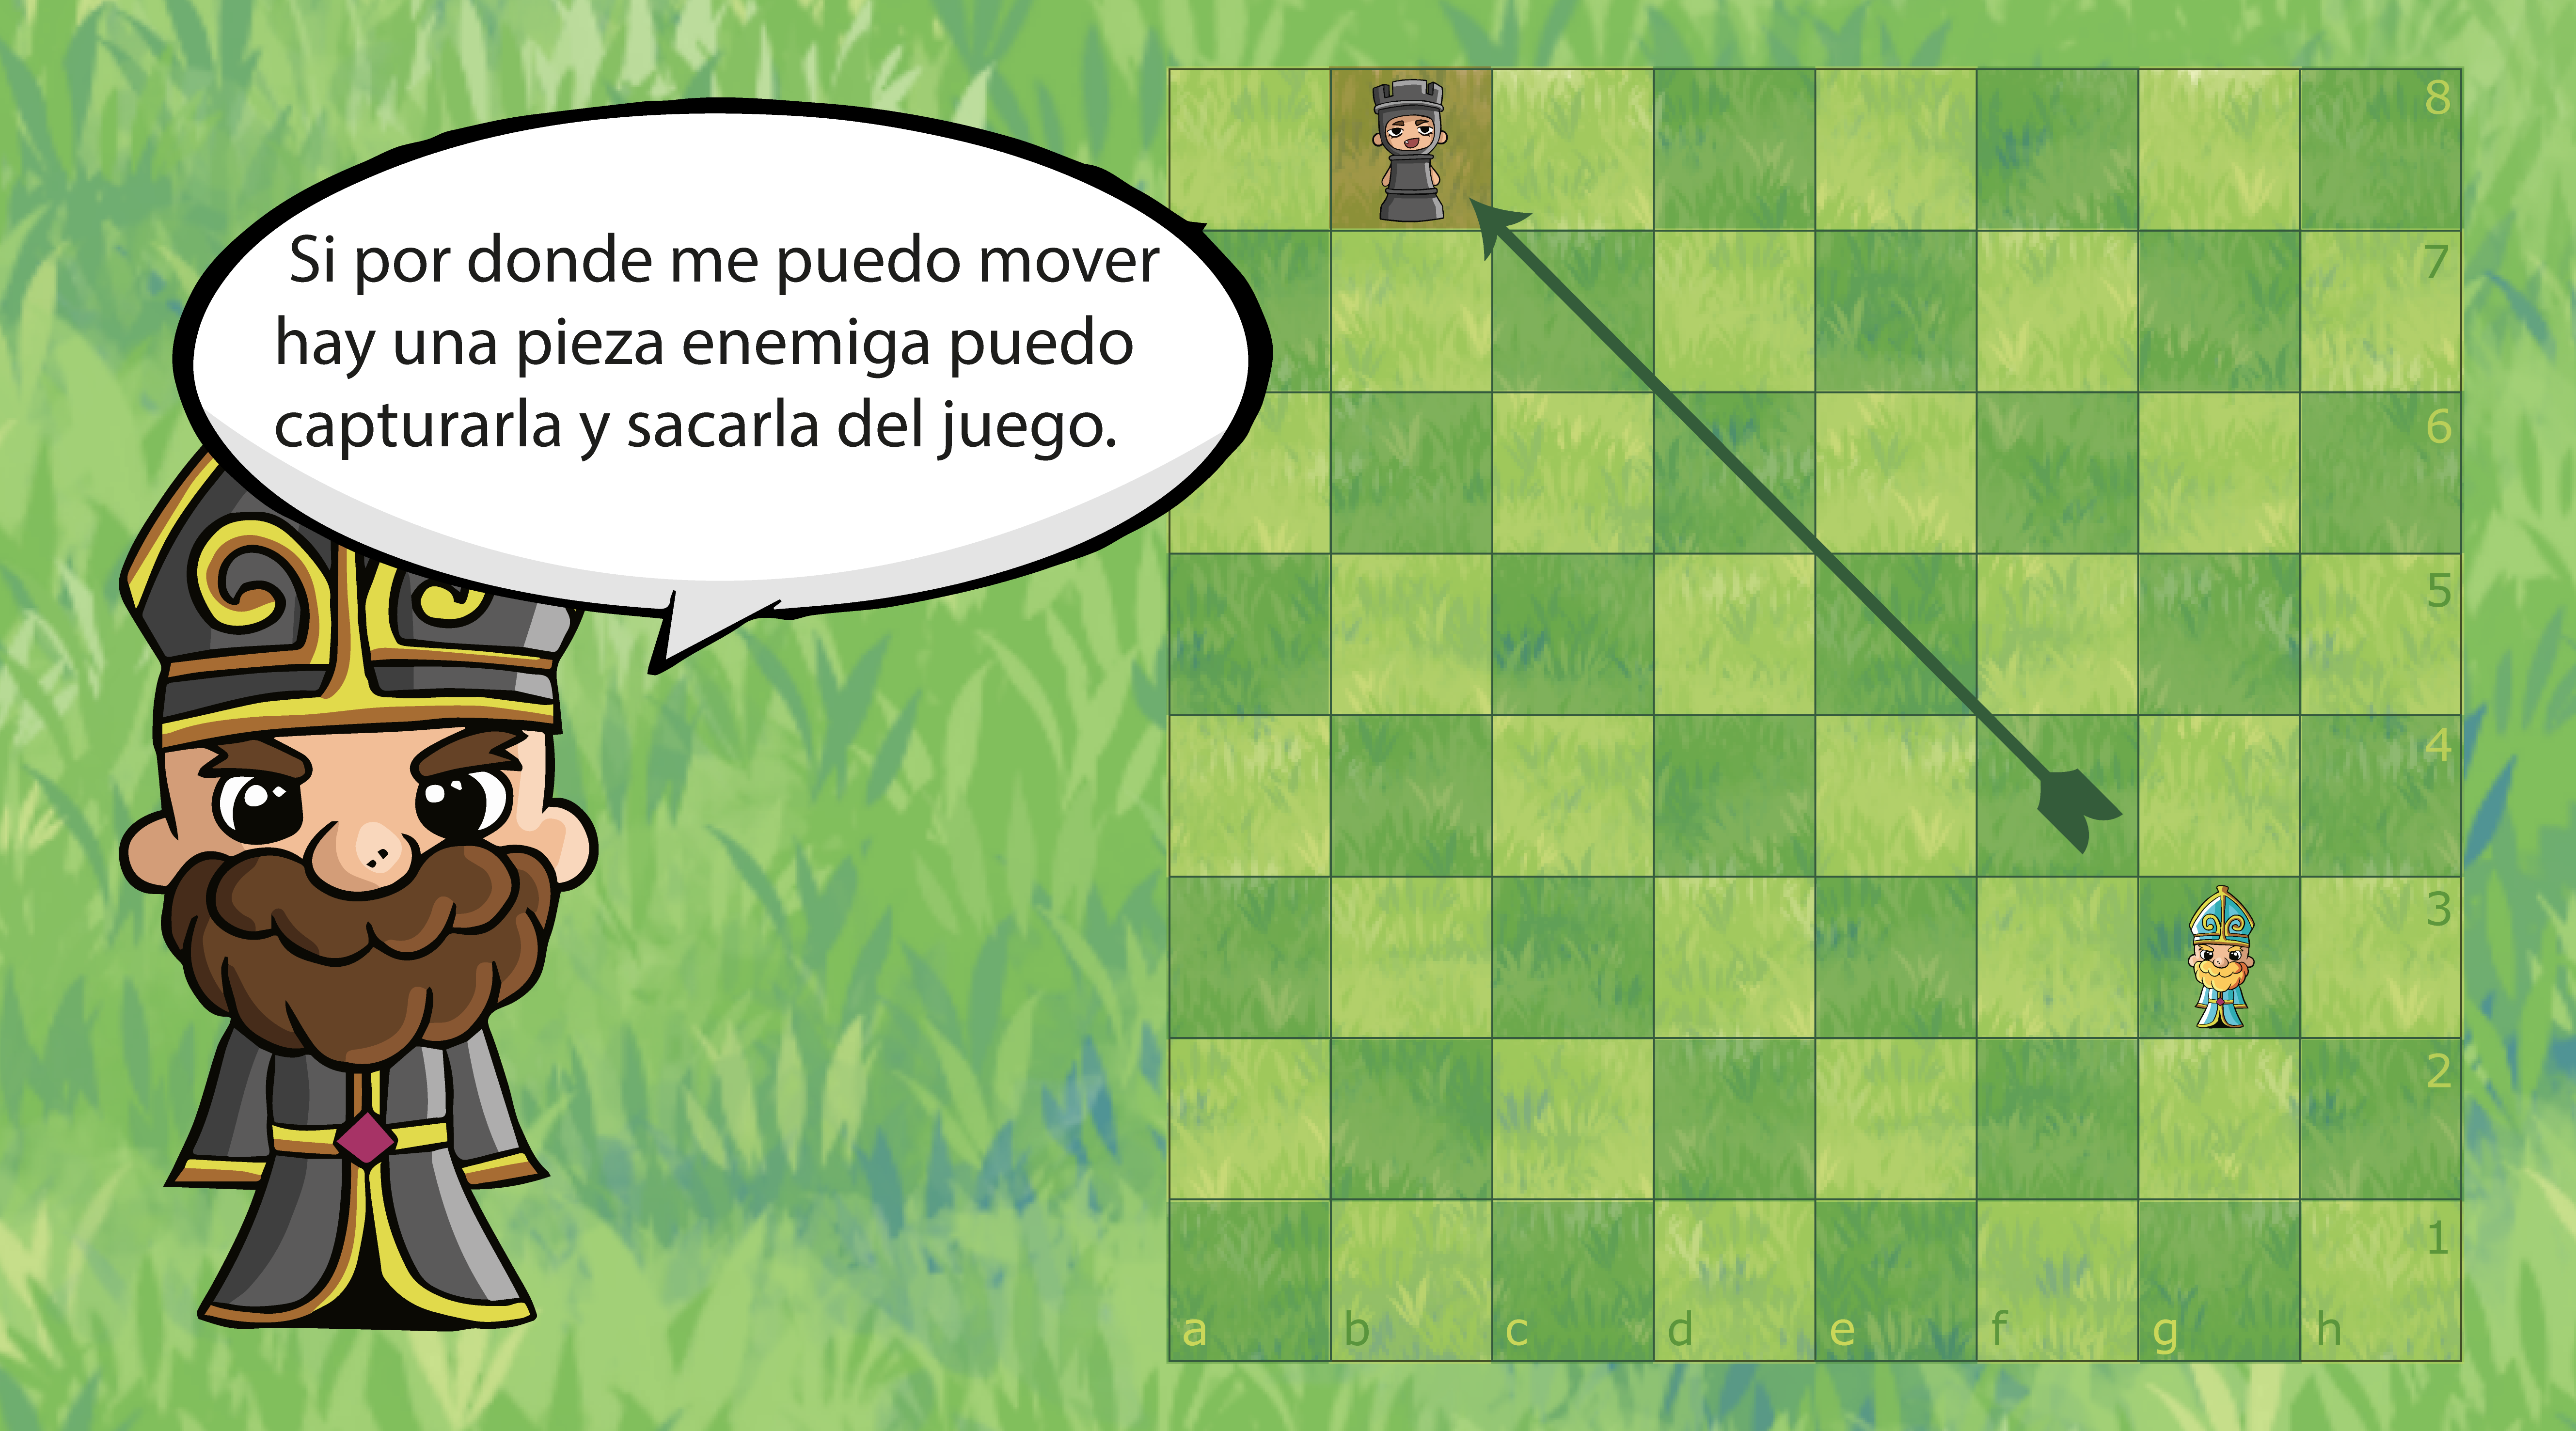 Si por donde me puedo mover
hay una pieza enemiga puedo
capturarla y sacarla del juego.
8
7
6
5
4
3
2
1
a b c d e f g h